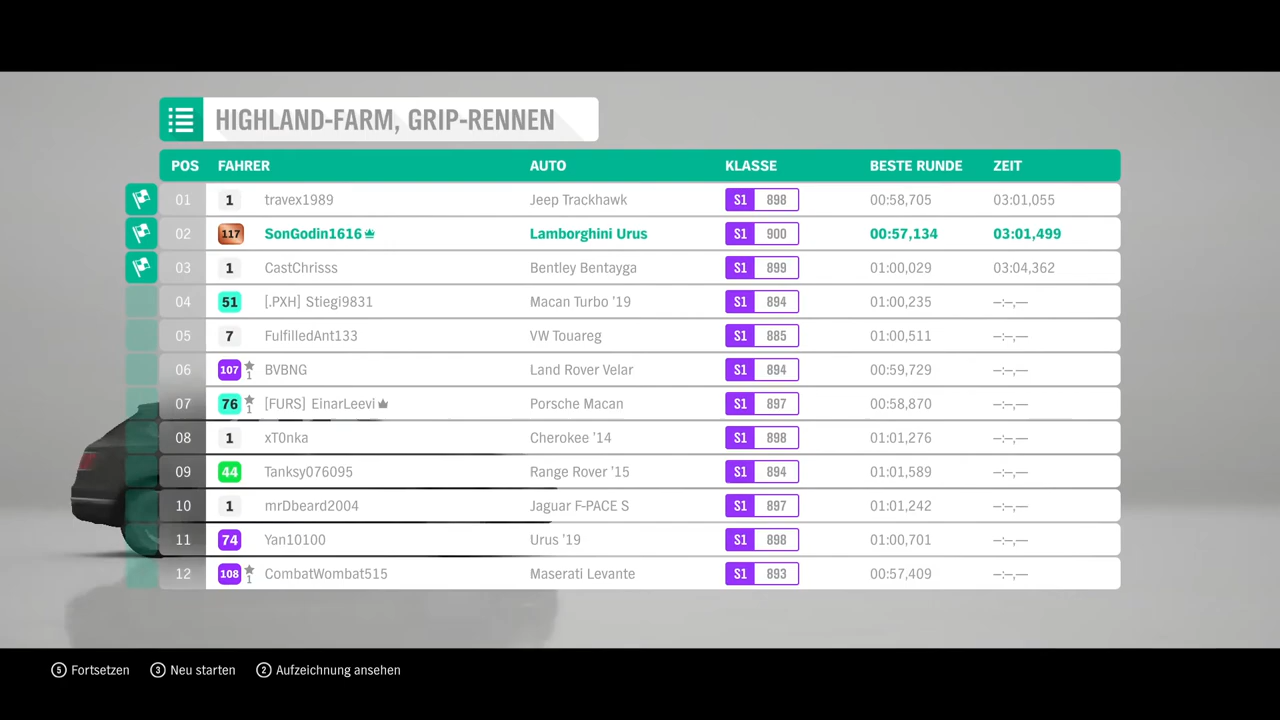 HIGHLAND-FARM, GRIP-RENNEN
POS FAHRER AUTO KLASSE BESTE RUNDE ZEIT
01 1 travex1989 Jeep Trackhawk S1 898 00:58,705 03:01,055
02 117 SonGodin1616 Lamborghini Urus S1 900 00:57,134 03:01,499
03 1 CastChrisss Bentley Bentayga S1 899 01:00,029 03:04,362
04 51 [.PXH] Stiegi9831 Macan Turbo '19 S1 894 01:00,235 --:--,---
05 7 FulfilledAnt133 VW Touareg S1 885 01:00,511 --:--,---
06 107 1 BVBNG Land Rover Velar S1 894 00:59,729 --:--,---
07 76 1 [FURS] EinarLeevi Porsche Macan S1 897 00:58,870 --:--,---
08 1 xT0nka Cherokee '14 S1 898 01:01,276 --:--,---
09 44 Tanksy076095 Range Rover '15 S1 894 01:01,589 --:--,---
10 1 mrDbeard2004 Jaguar F-PACE S S1 897 01:01,242 --:--,---
11 74 Yan10100 Urus '19 S1 898 01:00,701 --:--,---
12 108 1 CombatWombat515 Maserati Levante S1 893 00:57,409 --:--,---
5 Fortsetzen 3 Neu starten 2 Aufzeichnung ansehen